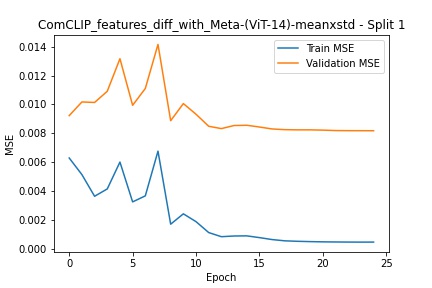 ComCLIP_features_diff_with_Meta-(ViT-14)-meanxstd - Split 1
Train MSE
Validation MSE
MSE
0.014
0.012
0.010
0.008
0.006
0.004
0.002
0.000
0 5 10 15 20 25
Epoch